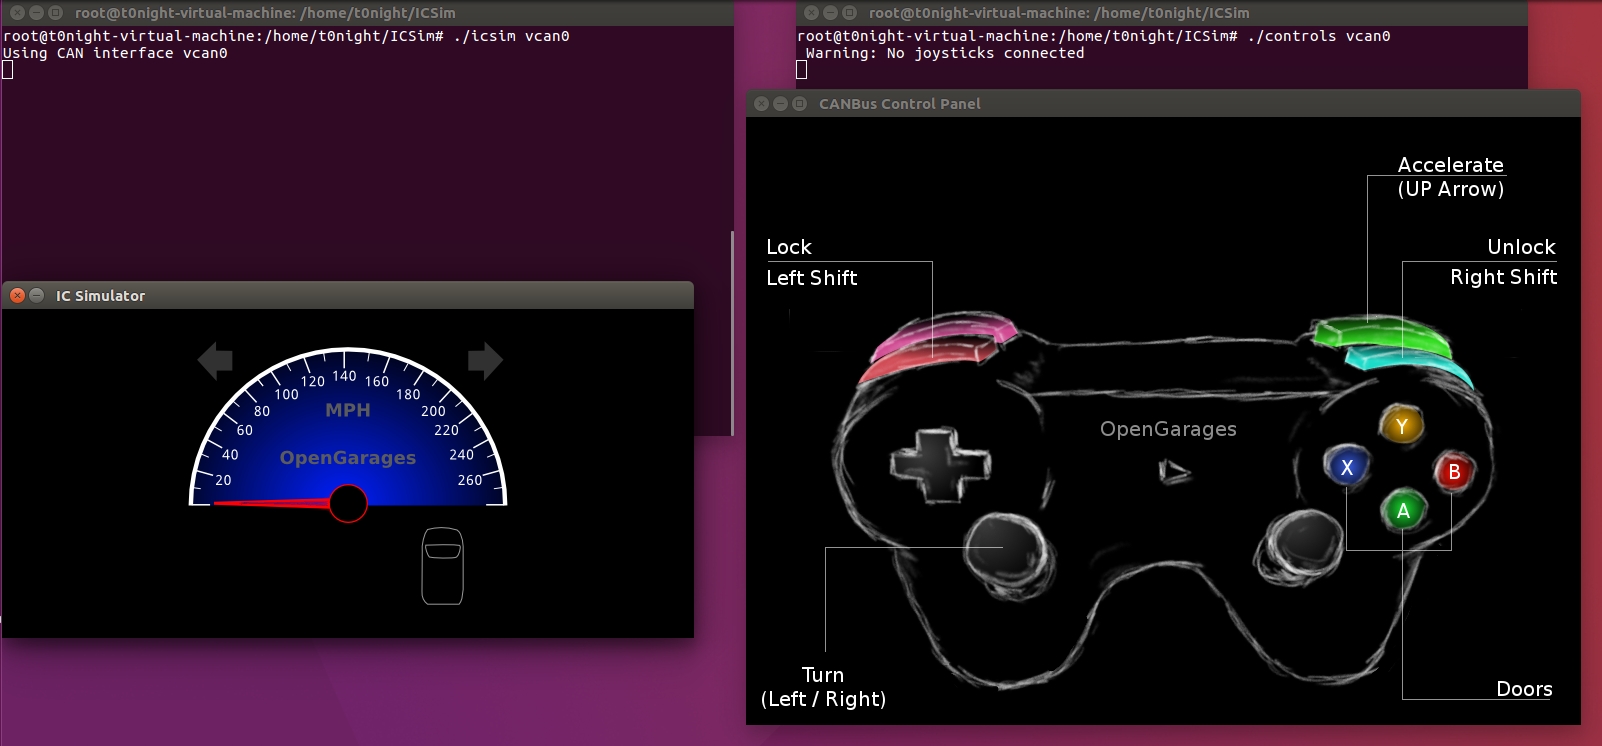 root@t0night-virtual-machine: /home/t0night/ICSim
root@t0night-virtual-machine:/home/t0night/ICSim# ./icsim vcan0
Using CAN interface vcan0
root@t0night-virtual-machine: /home/t0night/ICSim
root@t0night-virtual-machine:/home/t0night/ICSim# ./controls vcan0
Warning: No joysticks connected
IC Simulator
20
40
60
80
100
120
140
160
180
200
220
240
260
MPH
OpenGarages
CANBus Control Panel
Accelerate
(UP Arrow)
Lock
Left Shift
Unlock
Right Shift
OpenGarages
Y
X
B
A
Turn
(Left / Right)
Doors